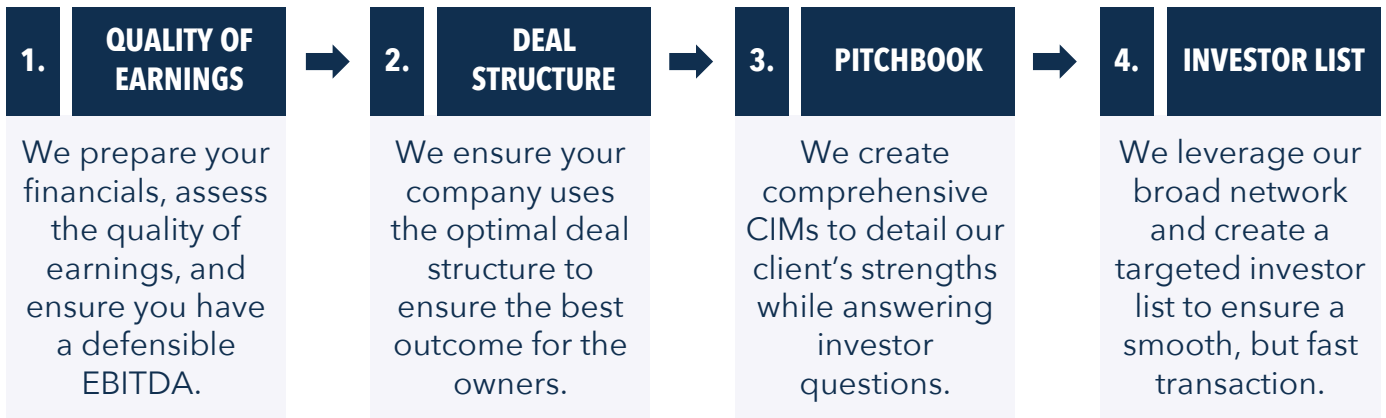 1.
QUALITY OF
EARNINGS
We prepare your
financials, assess
the quality of
earnings, and
ensure you have
a defensible
EBITDA.
2.
DEAL
STRUCTURE
We ensure your
company uses
the optimal deal
structure to
ensure the best
outcome for the
owners.
3.
PITCHBOOK
We create
comprehensive
CIMs to detail our
client's strengths
while answering
investor
questions.
4.
INVESTOR LIST
We leverage our
broad network
and create a
targeted investor
list to ensure a
smooth, but fast
transaction.